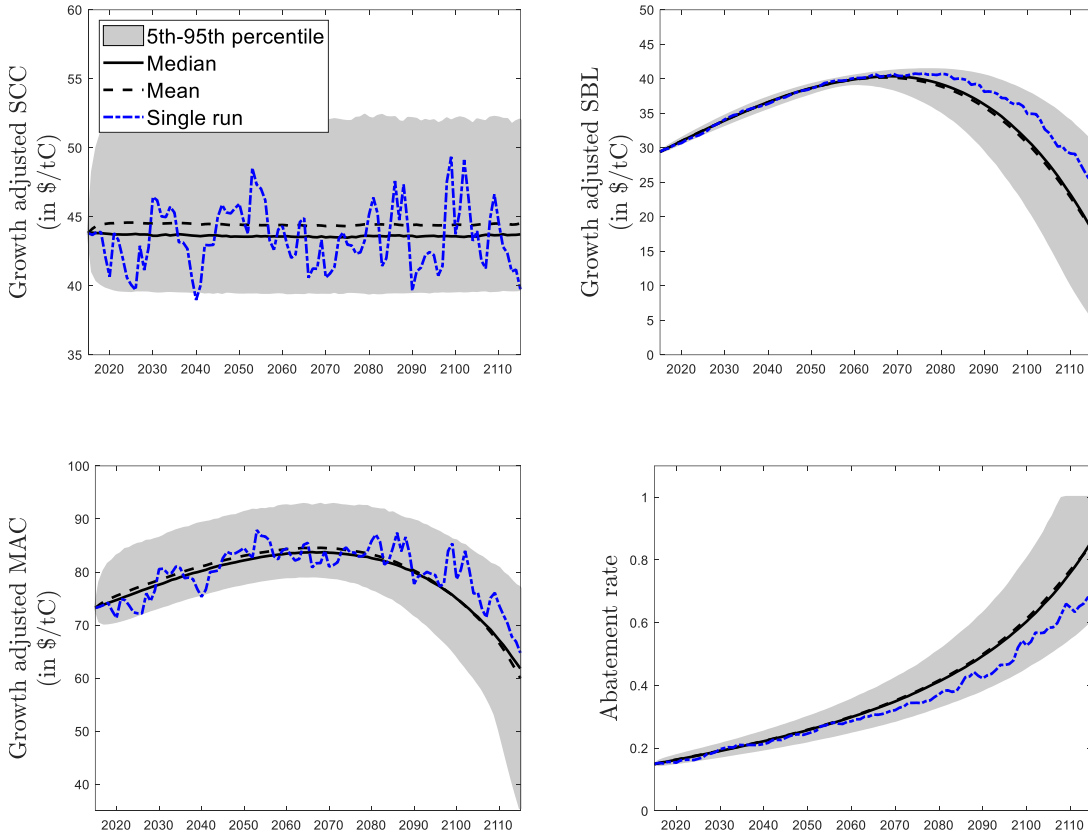 Growth adjusted SCC
(in $/tC)
60
55
50
45
40
35
2020 2030 2040 2050 2060 2070 2080 2090 2100 2110
5th-95th percentile
Median
Mean
Single run
Growth adjusted SBL
(in $/tC)
50
45
40
35
30
25
20
15
10
5
0
2020 2030 2040 2050 2060 2070 2080 2090 2100 2110
Growth adjusted MAC
(in $/tC)
100
90
80
70
60
50
40
2020 2030 2040 2050 2060 2070 2080 2090 2100 2110
Abatement rate
1
0.8
0.6
0.4
0.2
0
2020 2030 2040 2050 2060 2070 2080 2090 2100 2110